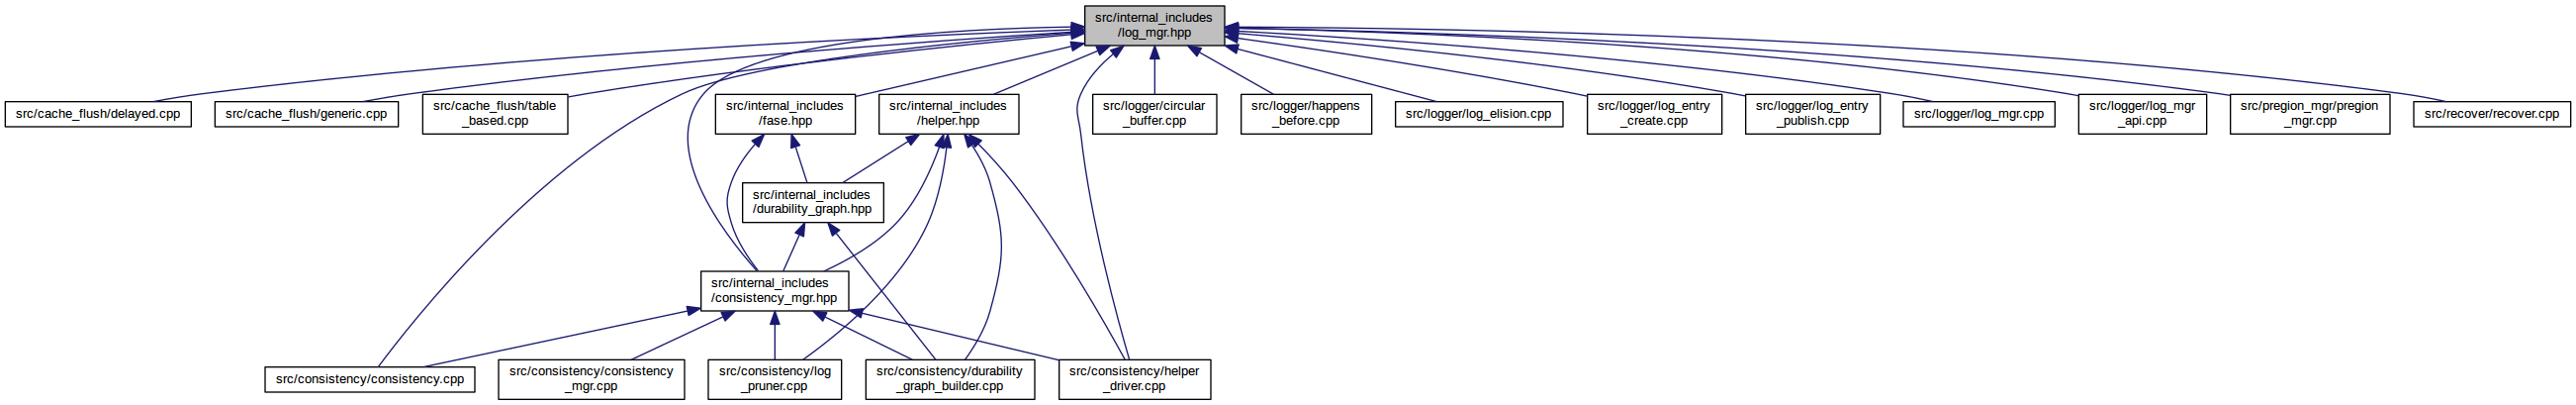 src/internal_includes
/log_mgr.hpp
src/cache_flush/delayed.cpp
src/cache_flush/generic.cpp
src/cache_flush/table
_based.cpp
src/internal_includes
/fase.hpp
src/internal_includes
/helper.hpp
src/logger/circular
_buffer.cpp
src/logger/happens
_before.cpp
src/logger/log_elision.cpp
src/logger/log_entry
_create.cpp
src/logger/log_entry
_publish.cpp
src/logger/log_mgr.cpp
src/logger/log_mgr
_api.cpp
src/pregion_mgr/pregion
_mgr.cpp
src/recover/recover.cpp
src/internal_includes
/durability_graph.hpp
src/internal_includes
/consistency_mgr.hpp
src/consistency/consistency.cpp
src/consistency/consistency
_mgr.cpp
src/consistency/log
_pruner.cpp
src/consistency/durability
_graph_builder.cpp
src/consistency/helper
_driver.cpp